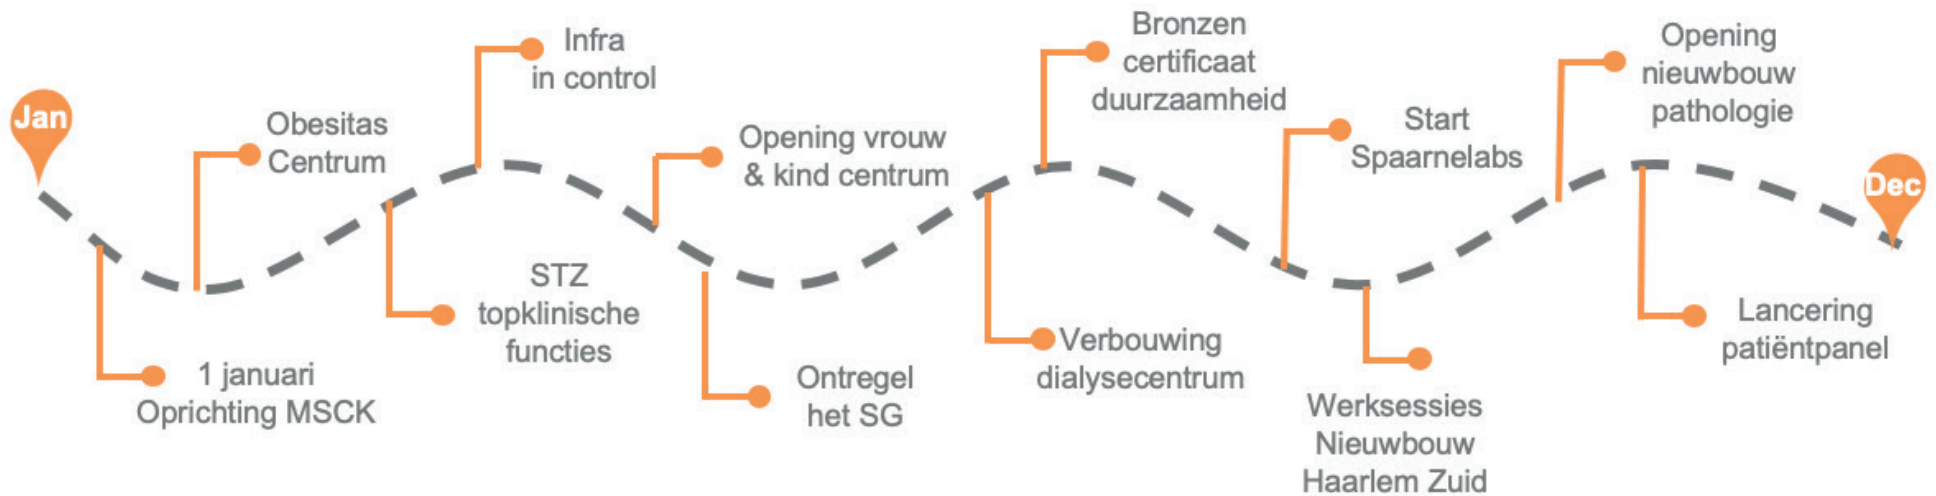 Jan
1 januari
Oprichting MSCK
Obesitas
Centrum
STZ
topklinische
functies
Infra
in control
Opening vrouw
& kind centrum
Ontregel
het SG
Verbouwing
dialysecentrum
Bronzen
certificaat
duurzaamheid
Start
Spaarnelabs
Werksessies
Nieuwbouw
Haarlem Zuid
Opening
nieuwbouw
pathologie
Lancering
patiëntpanel
Dec